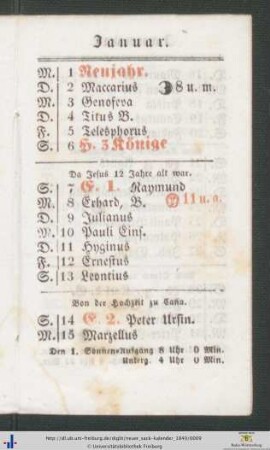 Januar.
M. 1 Neujahr.
D. 2 Maccarius 8 u. m.
M. 3 Genofeva
D. 4 Titus B.
F. 5 Telesphorus
S. 6 H. 3 Könige
Da Jesus 12 Jahre alt war.
S. 7 E. 1. Raymund
M. 8 Erhard, B. 11 u. a.
D. 9 Julianus
M. 10 Pauli Eins.
D. 11 Hyginus
F. 12 Ernestus
S. 13 Leontius
Von der Hochzeit zu Cana.
S. 14 E. 2. Peter Ursin.
M. 15 Marzellus
Den 1. Sonnen=Aufgang 8 Uhr 0 Min.
Unterg. 4 Uhr 0 Min.
http://dl.ub.uni-freiburg.de/diglit/neuer_sack-kalender_1849/0009
© Universitätsbibliothek Freiburg